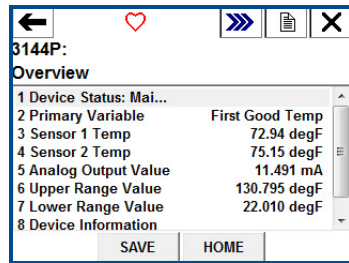 3144P:
Overview
1 Device Status: Mai...
2 Primary Variable First Good Temp
3 Sensor 1 Temp 72.94 degF
4 Sensor 2 Temp 75.15 degF
5 Analog Output Value 11.491 mA
6 Upper Range Value 130.795 degF
7 Lower Range Value 22.010 degF
8 Device Information
SAVE HOME